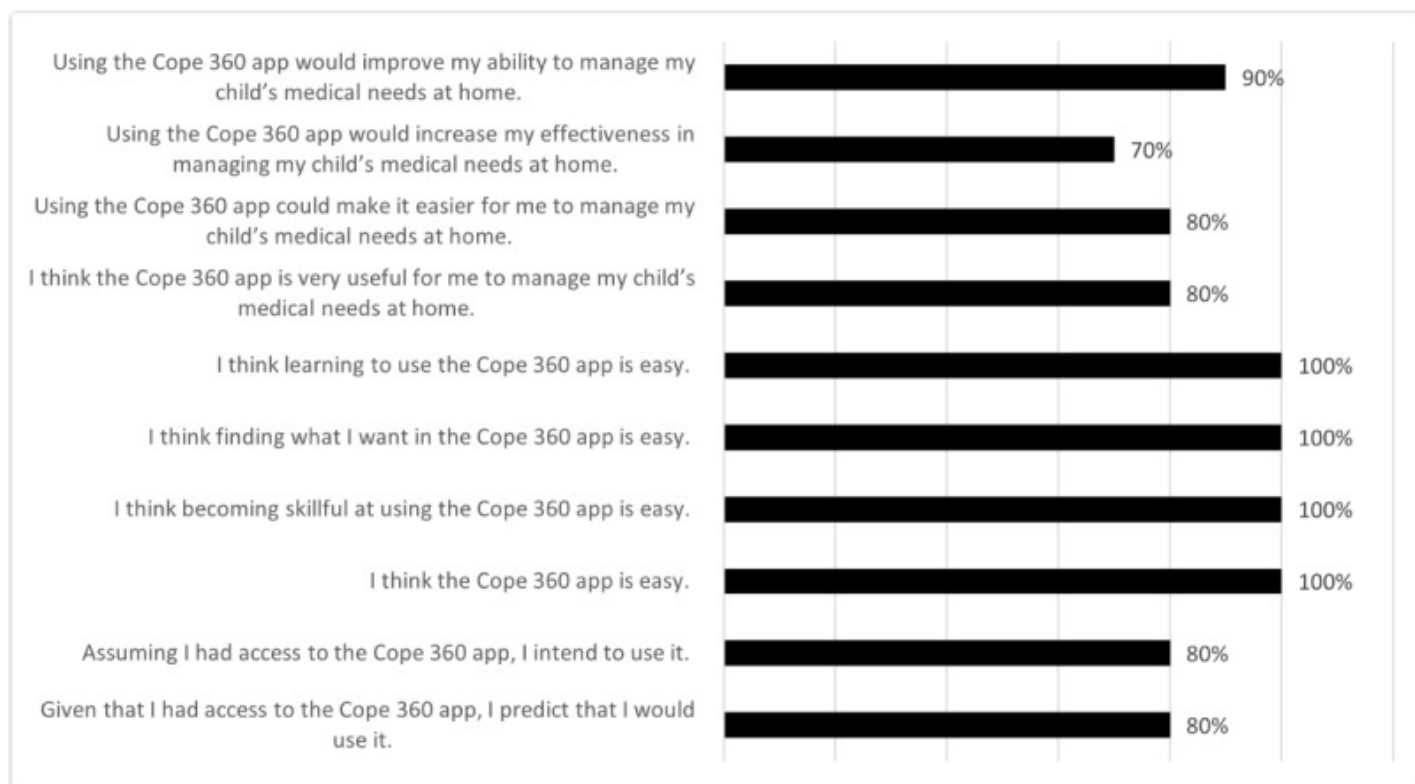 Using the Cope 360 app would improve my ability to manage my
child’s medical needs at home.
90%
Using the Cope 360 app would increase my effectiveness in
managing my child’s medical needs at home.
70%
Using the Cope 360 app could make it easier for me to manage my
child’s medical needs at home.
80%
I think the Cope 360 app is very useful for me to manage my child’s
medical needs at home.
80%
I think learning to use the Cope 360 app is easy.
100%
I think finding what I want in the Cope 360 app is easy.
100%
I think becoming skillful at using the Cope 360 app is easy.
100%
I think the Cope 360 app is easy.
100%
Assuming I had access to the Cope 360 app, I intend to use it.
80%
Given that I had access to the Cope 360 app, I predict that I would
use it.
80%